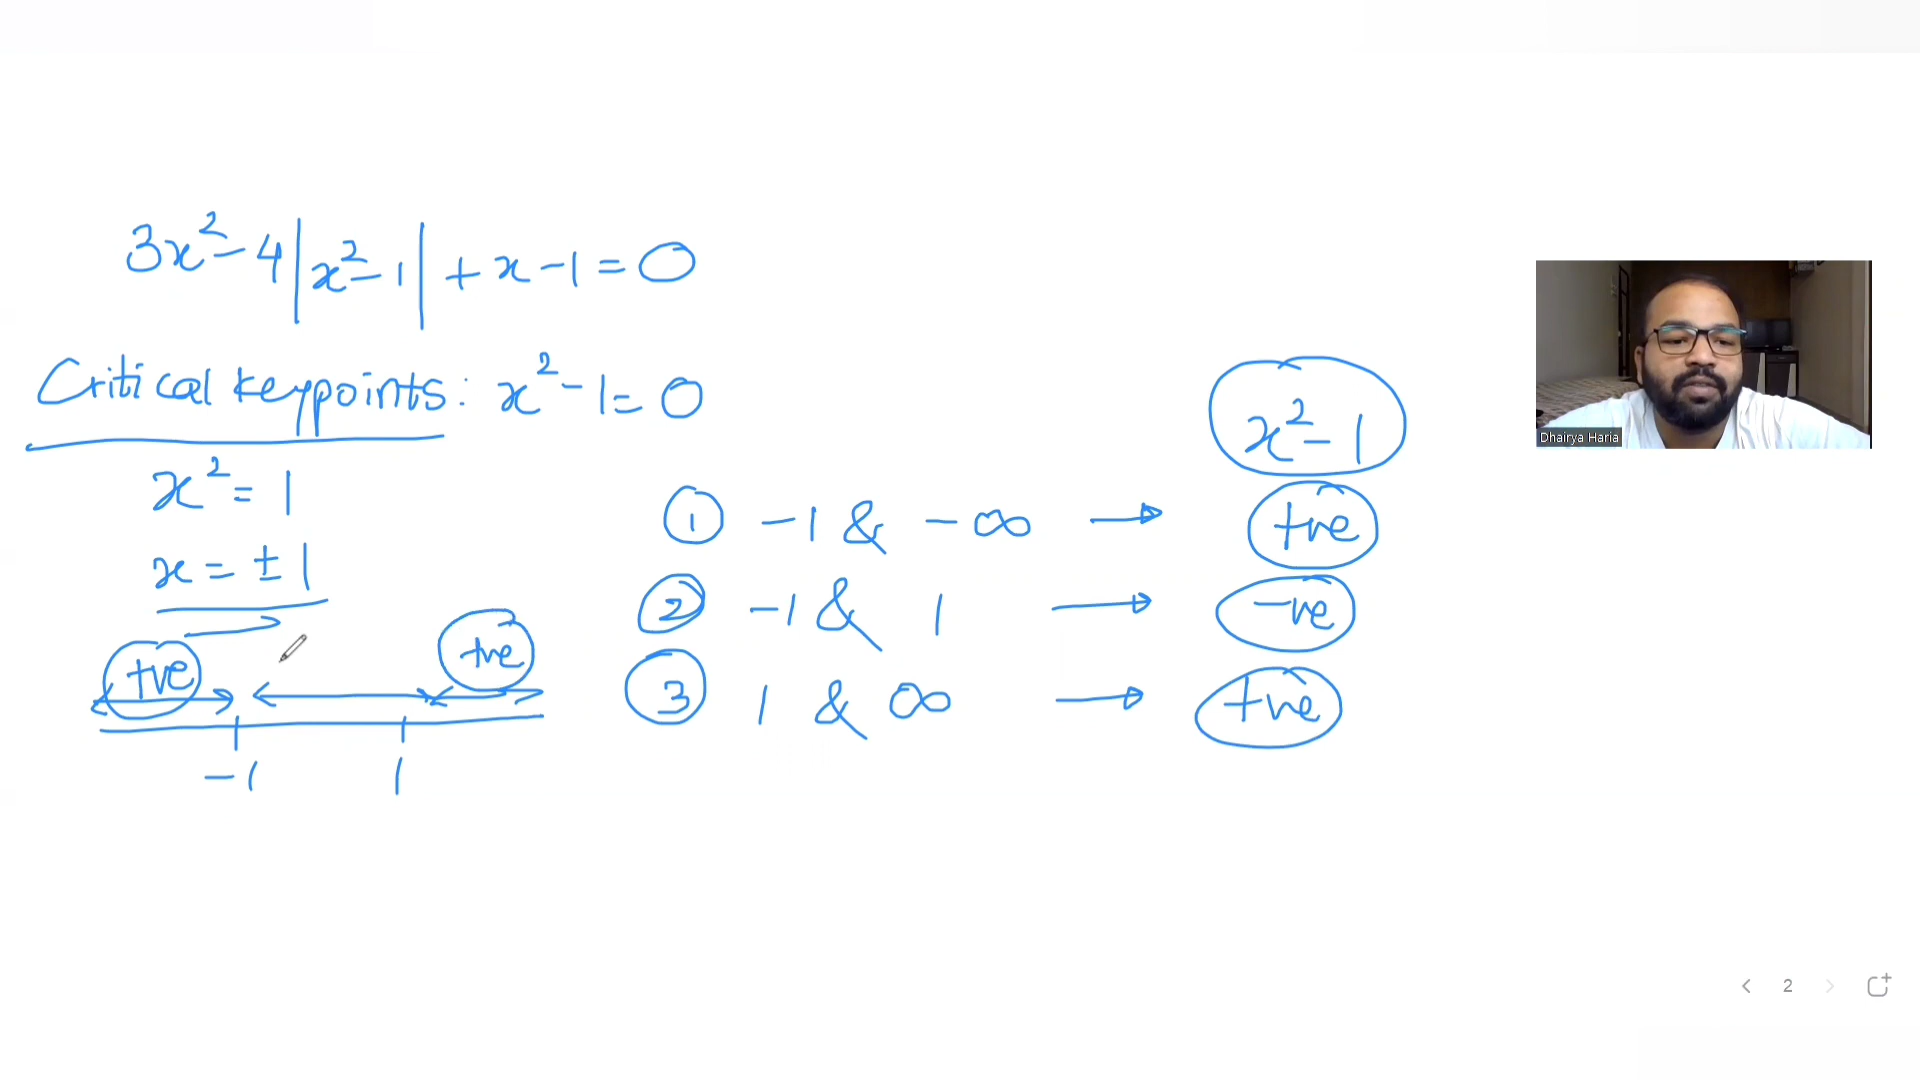 3x² - 4|x² - 1| + x - 1 = 0
Critical keypoints: x² - 1 = 0
x² = 1
x = ± 1
x² - 1
① -1 & - ∞ → +ve
② -1 & 1 → -ve
③ 1 & ∞ → +ve
+ve +ve
-1 1
Dhairya Haria
< 2 >